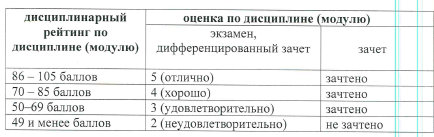 дисциплинарный рейтинг по дисциплине (модулю)
оценка по дисциплине (модулю)
экзамен, дифференцированный зачет
зачет
86 – 105 баллов 5 (отлично) зачтено
70 – 85 баллов 4 (хорошо) зачтено
50–69 баллов 3 (удовлетворительно) зачтено
49 и менее баллов 2 (неудовлетворительно) не зачтено